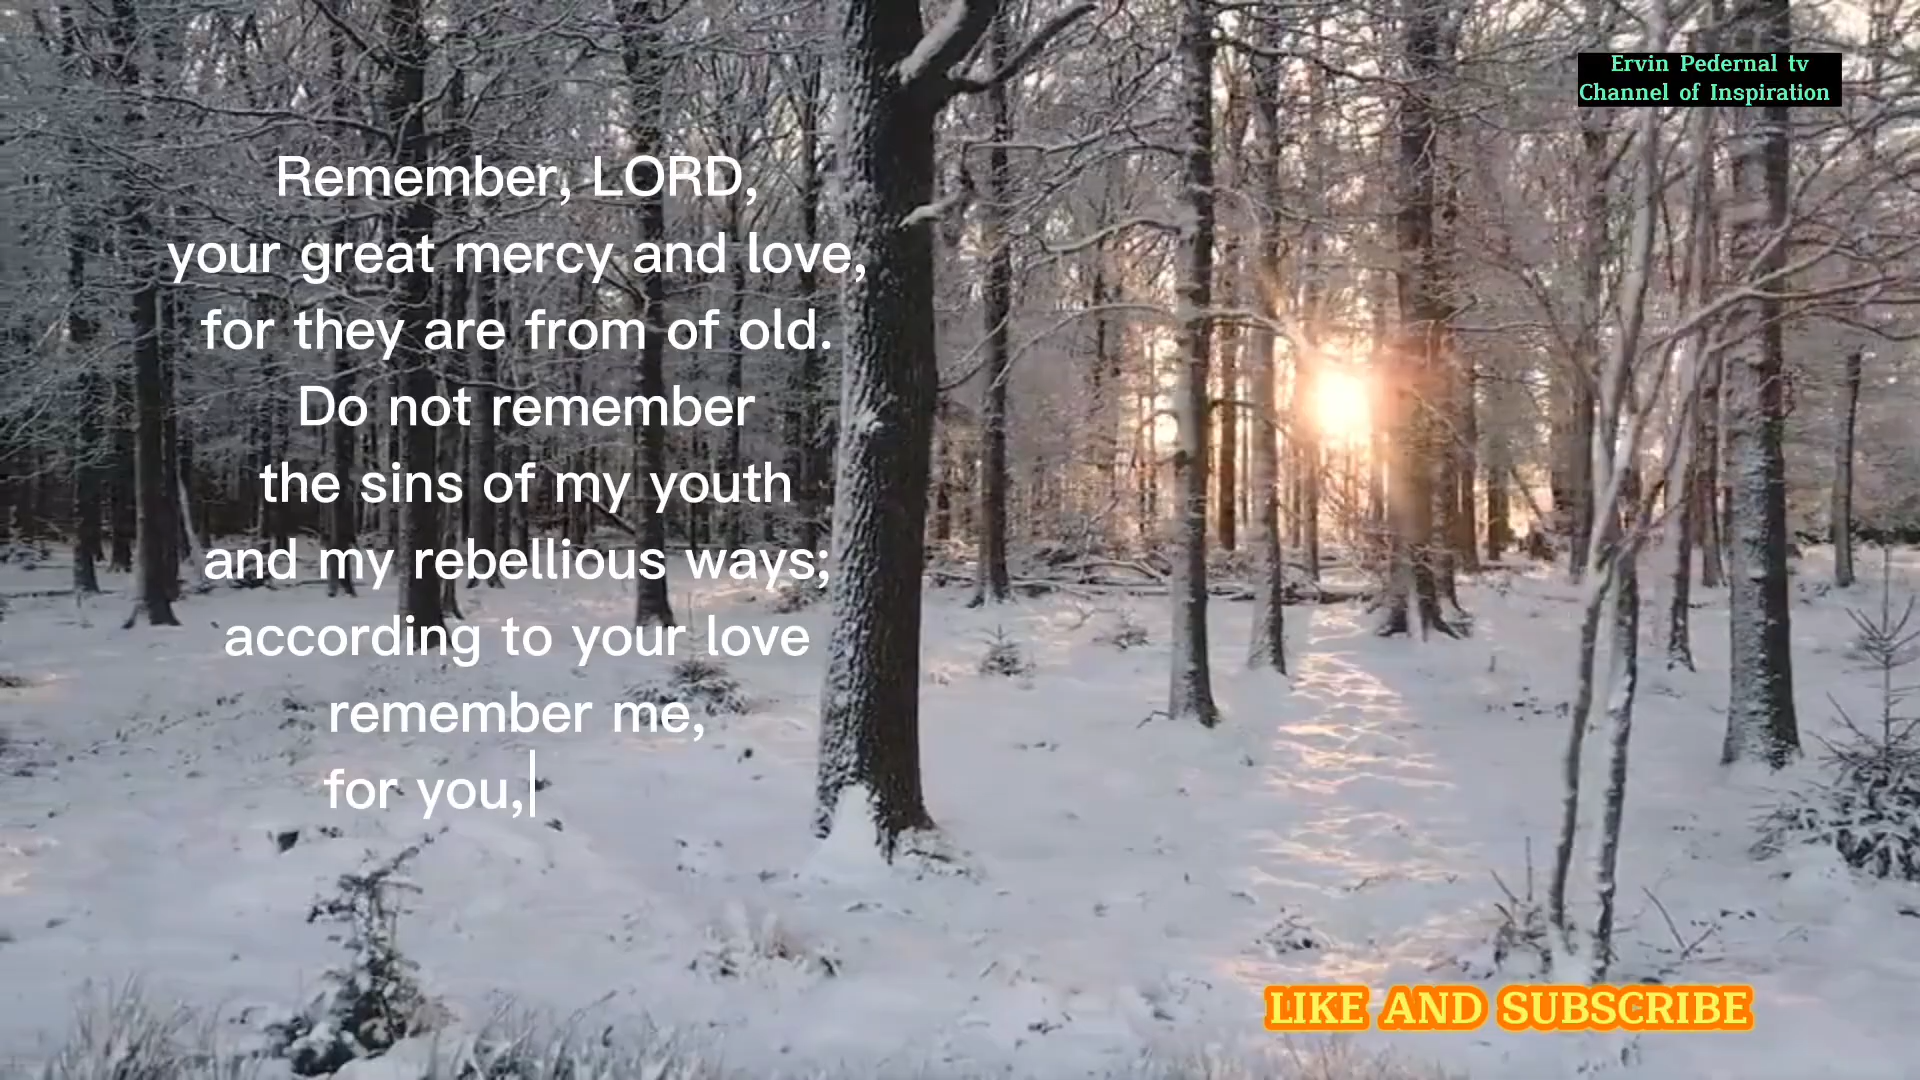 Ervin Pedernal tv
Channel of Inspiration
Remember, LORD,
your great mercy and love,
for they are from of old.
Do not remember
the sins of my youth
and my rebellious ways;
according to your love
remember me,
for you,
LIKE AND SUBSCRIBE